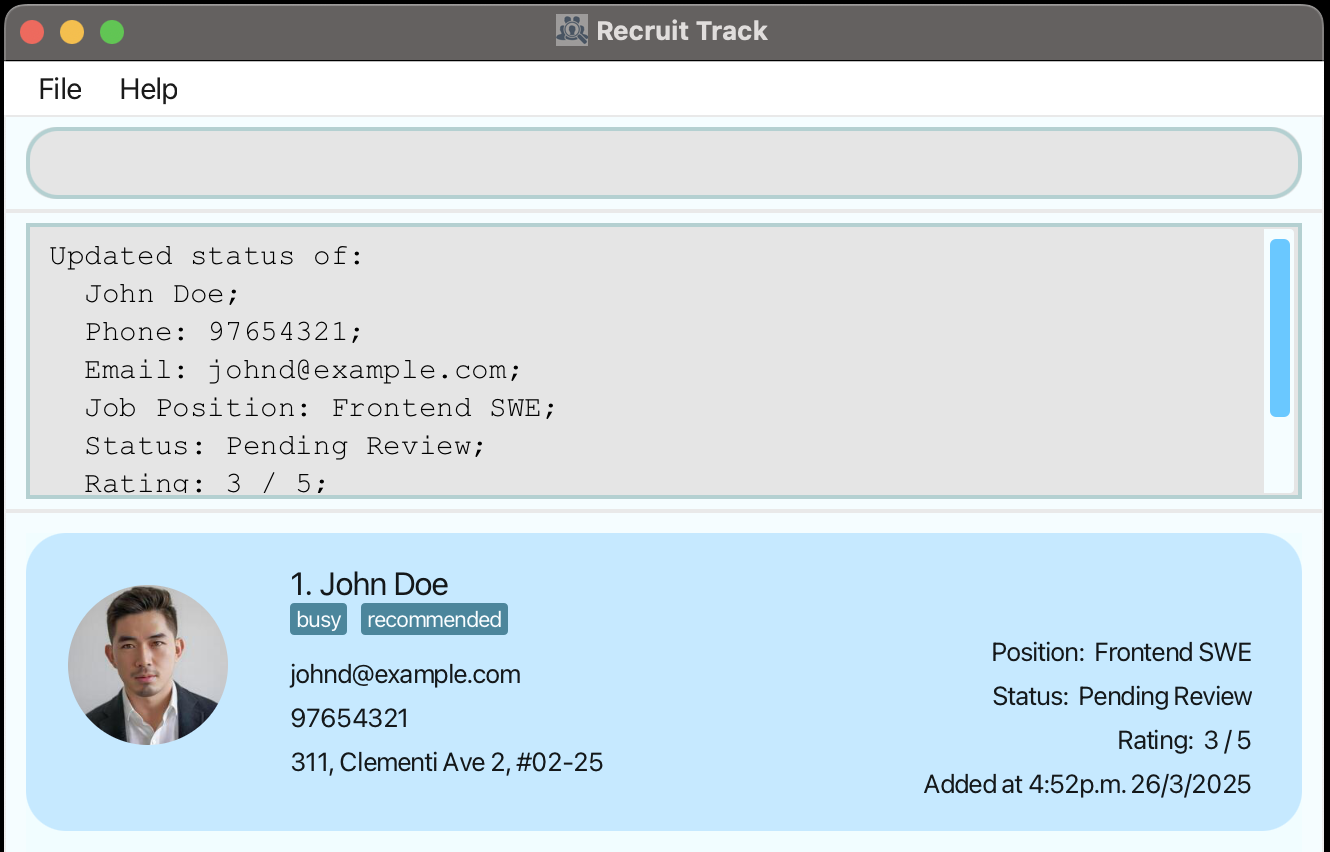 Recruit Track
File Help
Updated status of:
John Doe;
Phone: 97654321;
Email: johnd@example.com;
Job Position: Frontend SWE;
Status: Pending Review;
Rating: 3 / 5;
1. John Doe
busy recommended
johnd@example.com
97654321
311, Clementi Ave 2, #02-25
Position: Frontend SWE
Status: Pending Review
Rating: 3 / 5
Added at 4:52p.m. 26/3/2025